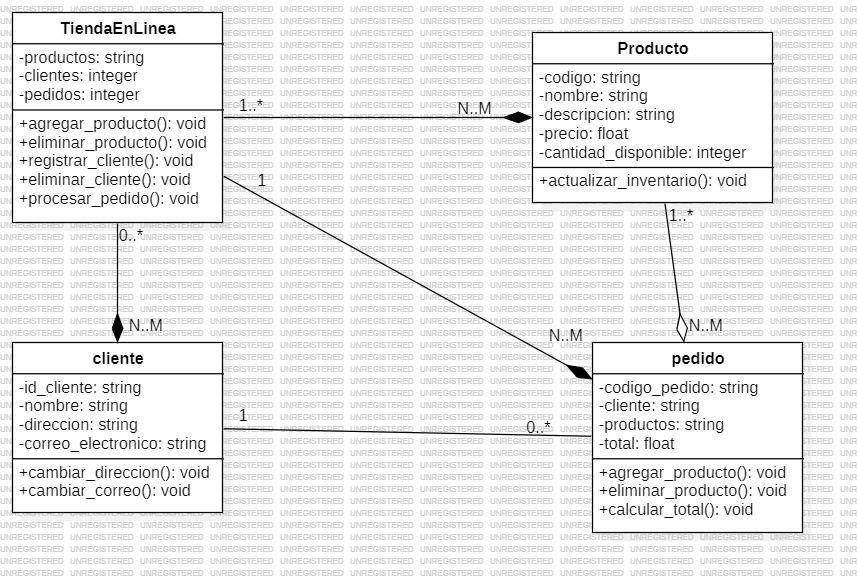 TiendaEnLinea
-productos: string
-clientes: integer
-pedidos: integer
+agregar_producto(): void
+eliminar_producto(): void
+registrar_cliente(): void
+eliminar_cliente(): void
+procesar_pedido(): void
1..*
N..M
Producto
-codigo: string
-nombre: string
-descripcion: string
-precio: float
-cantidad_disponible: integer
+actualizar_inventario(): void
1
1..*
0..*
N..M
N..M
N..M
cliente
-id_cliente: string
-nombre: string
-direccion: string
-correo_electronico: string
+cambiar_direccion(): void
+cambiar_correo(): void
1
0..*
pedido
-codigo_pedido: string
-cliente: string
-productos: string
-total: float
+agregar_producto(): void
+eliminar_producto(): void
+calcular_total(): void
UNREGISTERED